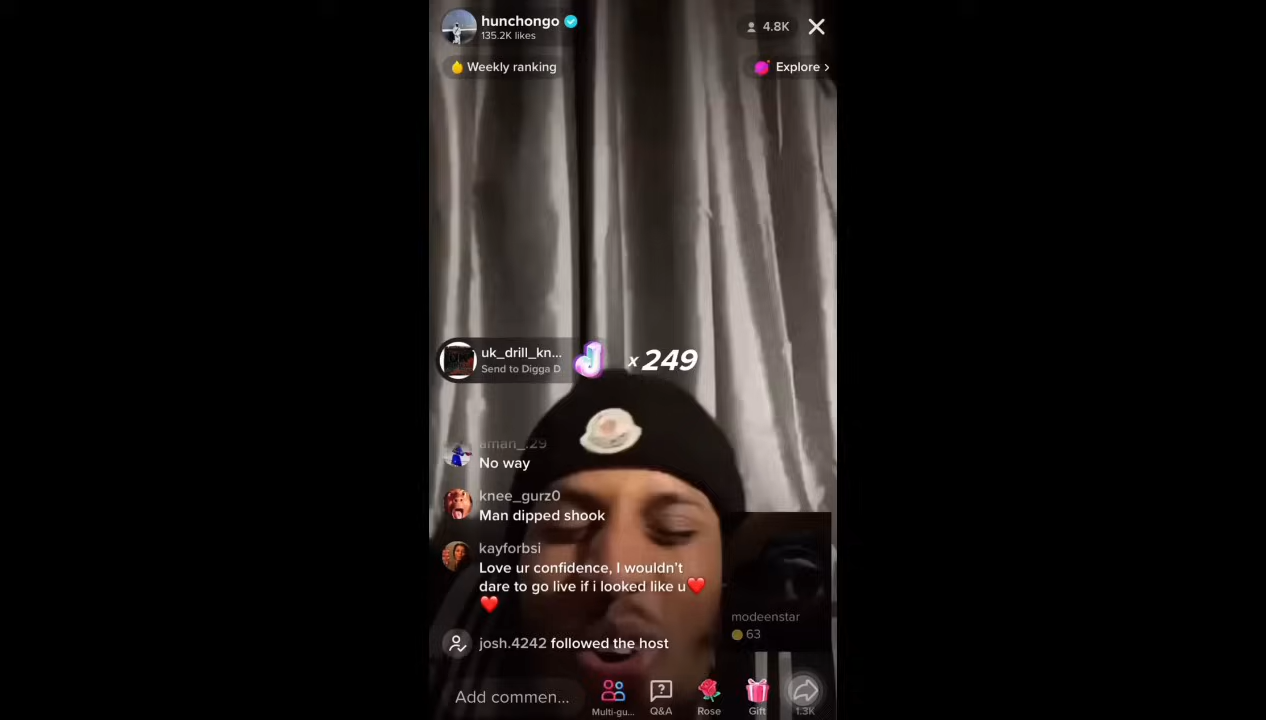 hunchongo
4.8K
135.2K likes
Weekly ranking
Explore >
uk_drill_kn...
Send to Digga D
x 249
aman_.29
No way
knee_gurz0
Man dipped shook
kayforbsi
Love ur confidence, I wouldn't
dare to go live if i looked like u❤️
❤️
modeenstar
63
josh.4242 followed the host
Add commen...
Multi-gu...
Q&A
Rose
Gift
1.3K